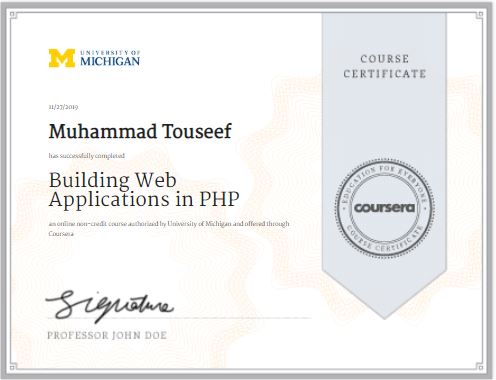 UNIVERSITY OF
MICHIGAN
COURSE
CERTIFICATE
11/27/2019
Muhammad Touseef
has successfully completed
Building Web
Applications in PHP
an online non-credit course authorized by University of Michigan and offered through
Coursera
EDUCATION FOR EVERYONE
coursera
COURSE CERTIFICATE
Signature
PROFESSOR JOHN DOE